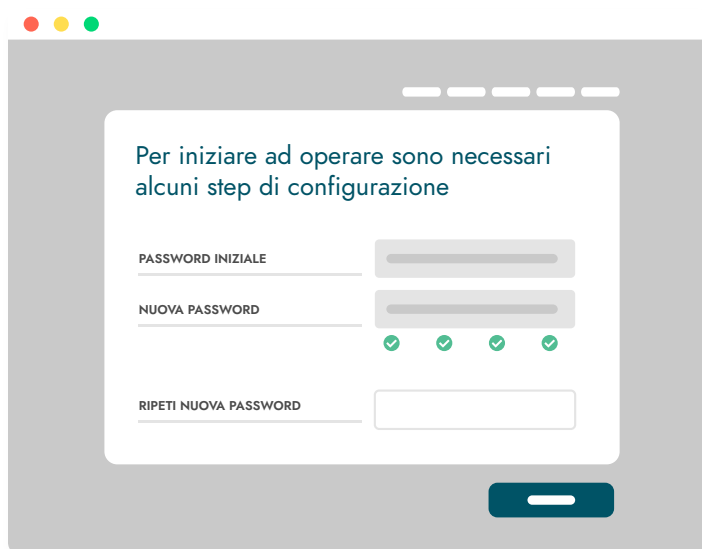 Per iniziare ad operare sono necessari
alcuni step di configurazione
PASSWORD INIZIALE
NUOVA PASSWORD
RIPETI NUOVA PASSWORD